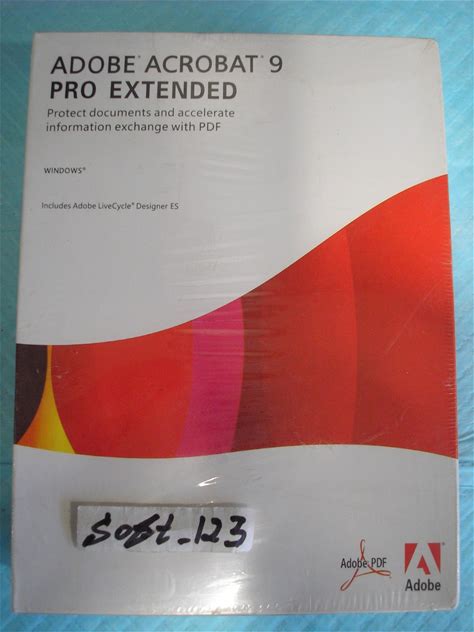 ADOBE® ACROBAT® 9
PRO EXTENDED
Protect documents and accelerate
information exchange with PDF
WINDOWS®
Includes Adobe LiveCycle® Designer ES
Soft_123
Adobe PDF
Adobe